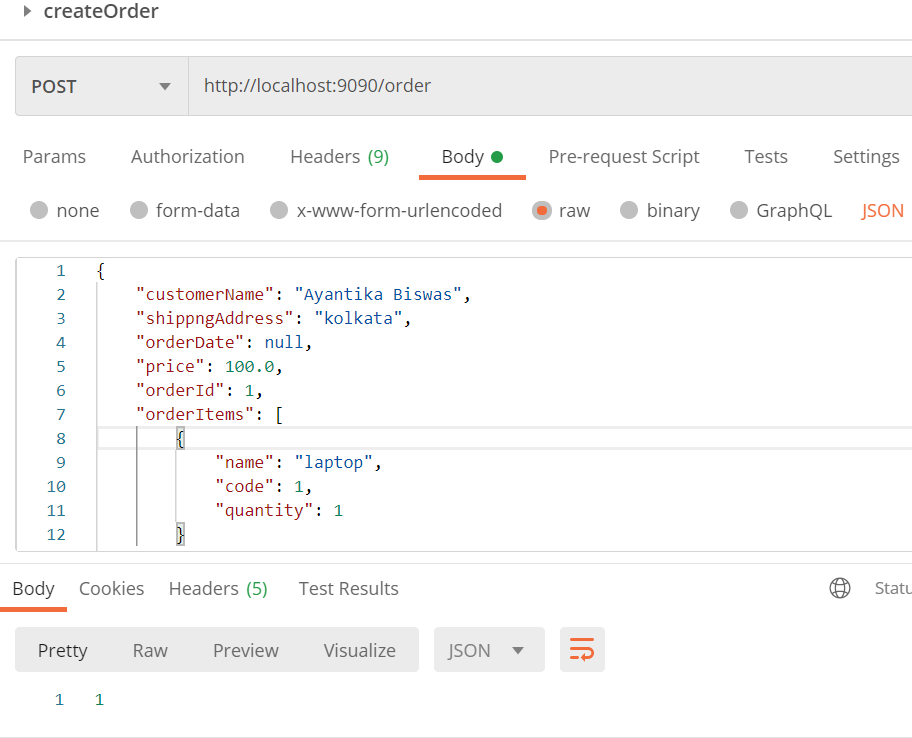 createOrder
POST http://localhost:9090/order
Params Authorization Headers (9) Body Pre-request Script Tests Settings
none form-data x-www-form-urlencoded raw binary GraphQL JSON
1 {
2 "customerName": "Ayantika Biswas",
3 "shippngAddress": "kolkata",
4 "orderDate": null,
5 "price": 100.0,
6 "orderId": 1,
7 "orderItems": [
8 {
9 "name": "laptop",
10 "code": 1,
11 "quantity": 1
12 }
Body Cookies Headers (5) Test Results Statu
Pretty Raw Preview Visualize JSON
1 1